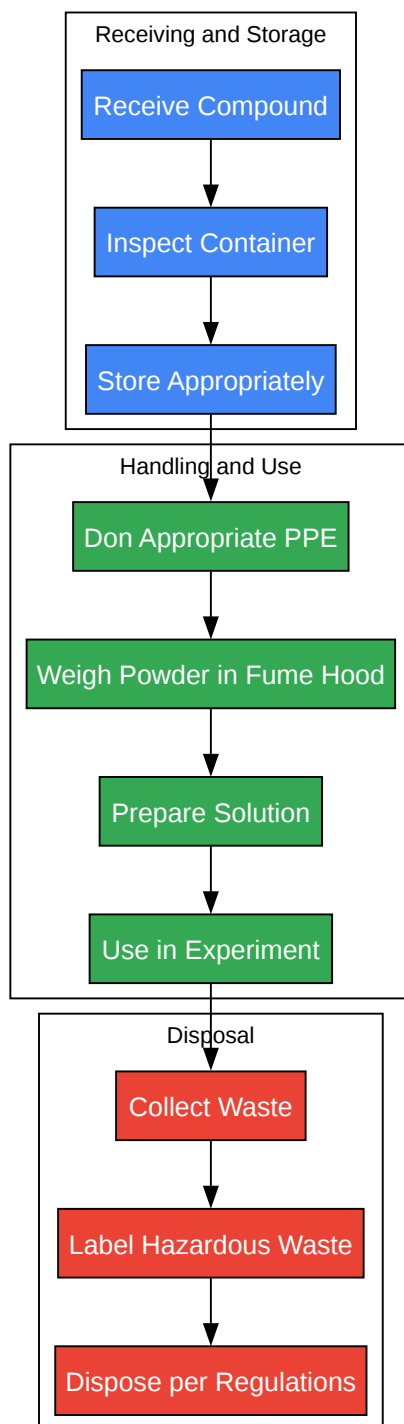 Receiving and Storage
Receive Compound
Inspect Container
Store Appropriately
Handling and Use
Don Appropriate PPE
Weigh Powder in Fume Hood
Prepare Solution
Use in Experiment
Disposal
Collect Waste
Label Hazardous Waste
Dispose per Regulations